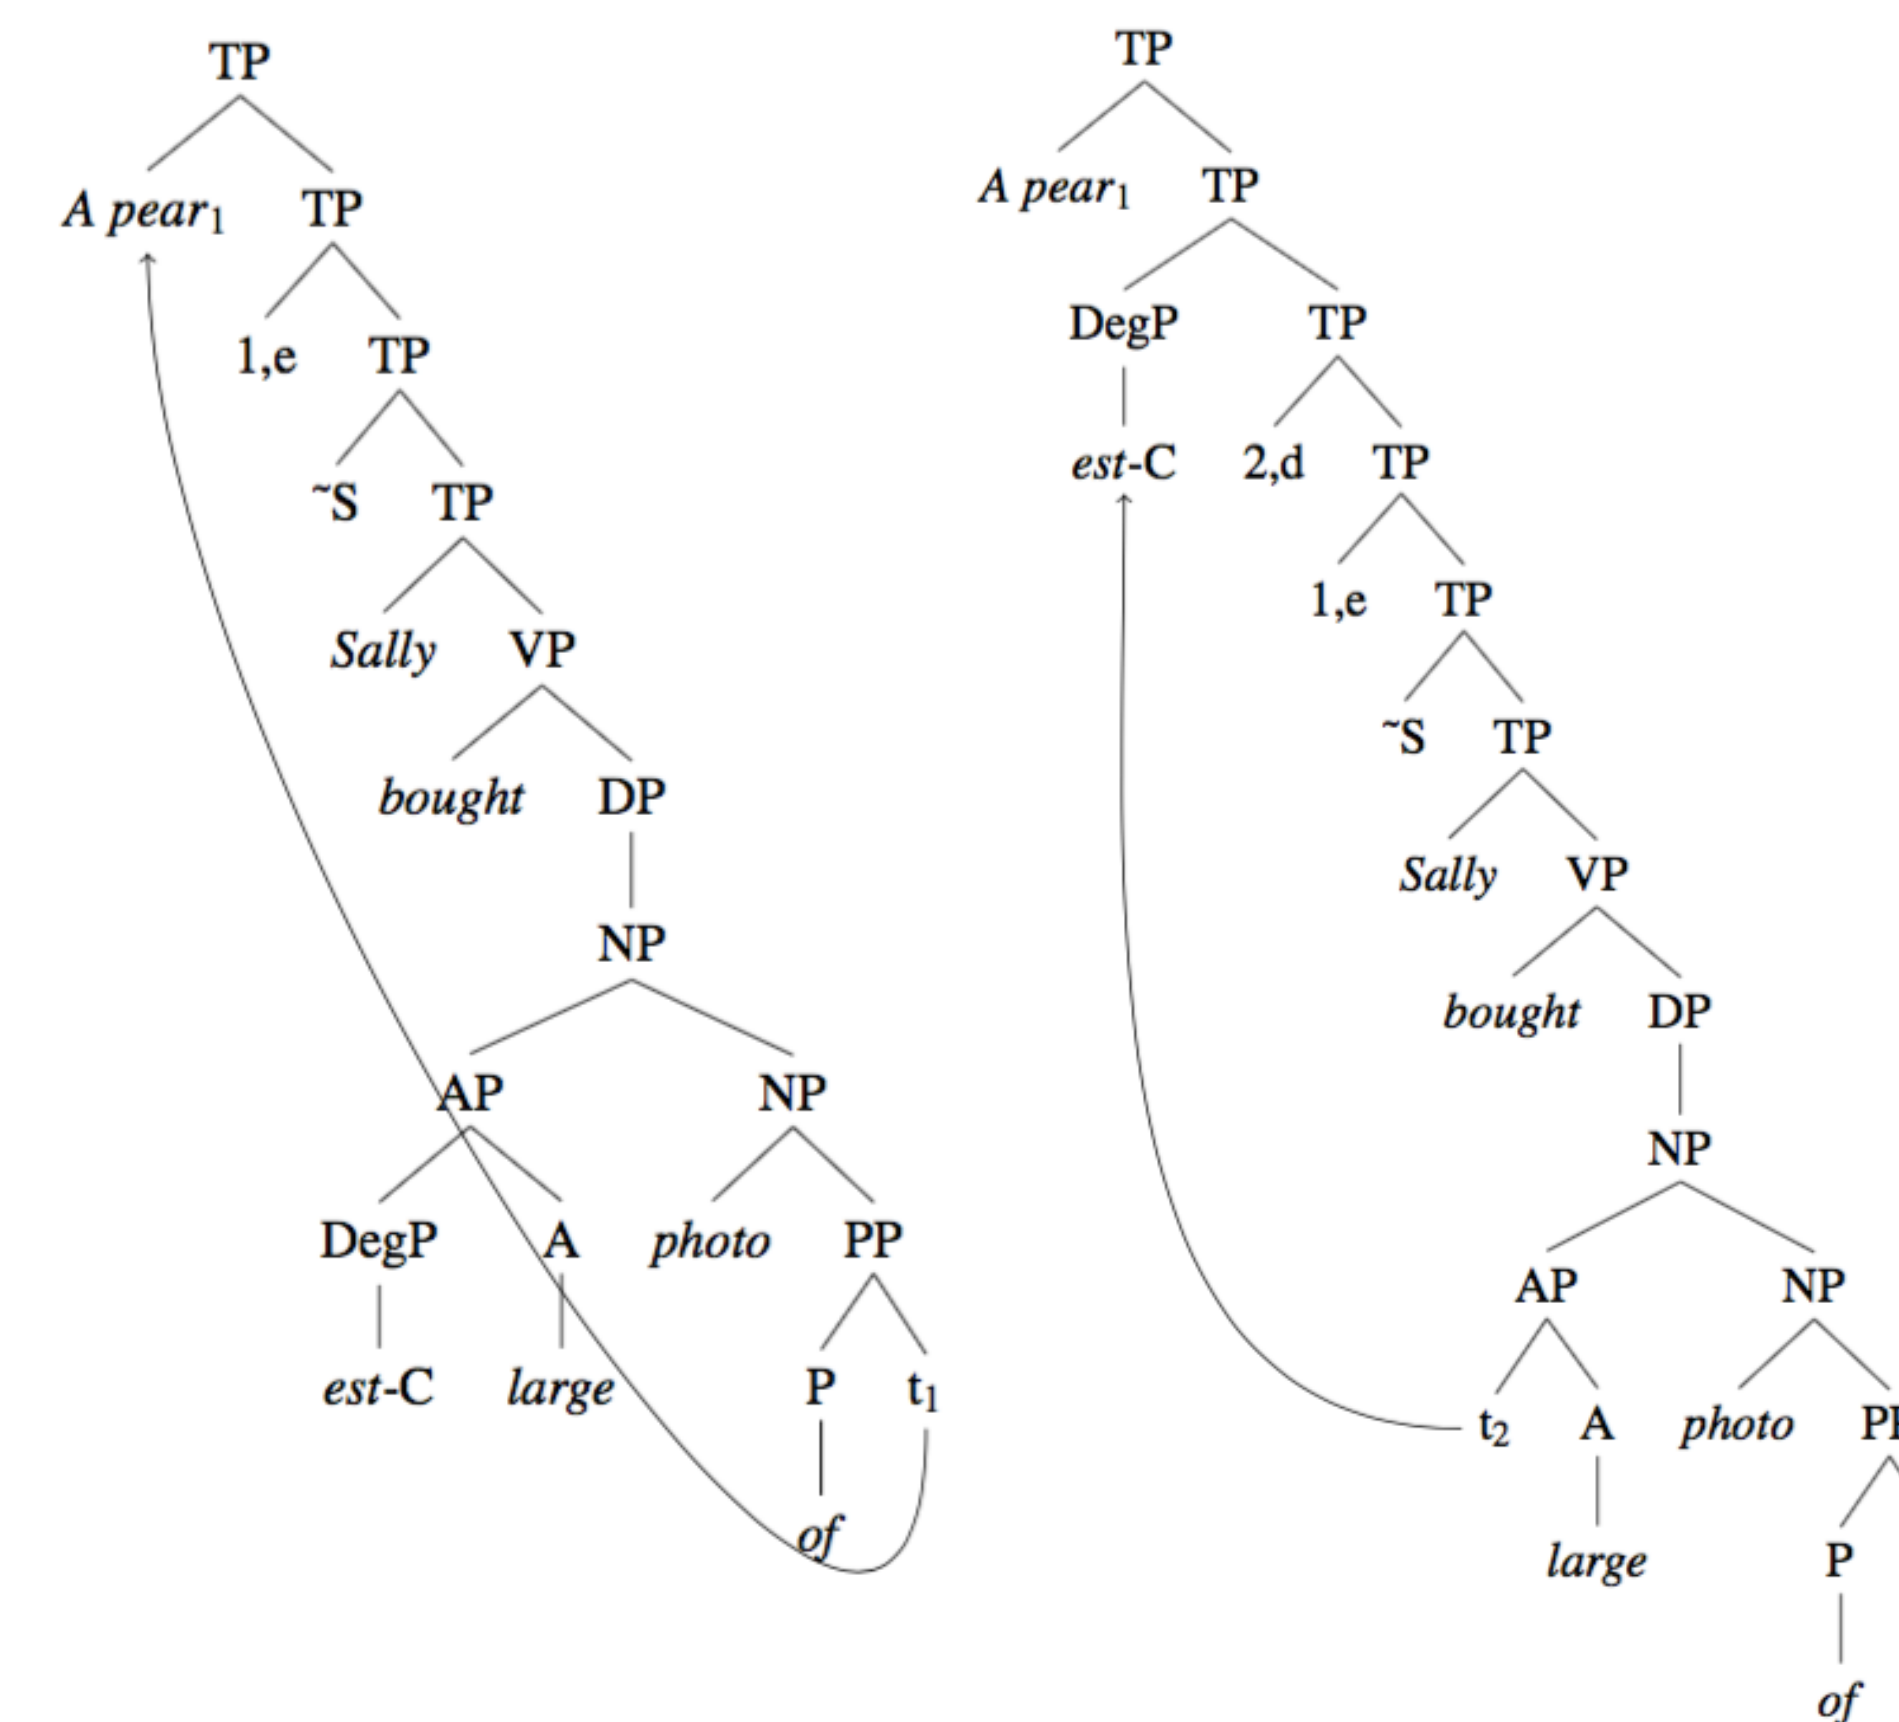 TP
A pear1 TP
1,e TP
˜S TP
Sally VP
bought DP
NP
AP NP
DegP A photo PP
est-C large P t1
of
TP
A pear1 TP
DegP TP
est-C 2,d TP
1,e TP
˜S TP
Sally VP
bought DP
NP
AP NP
t2 A photo
large P
of